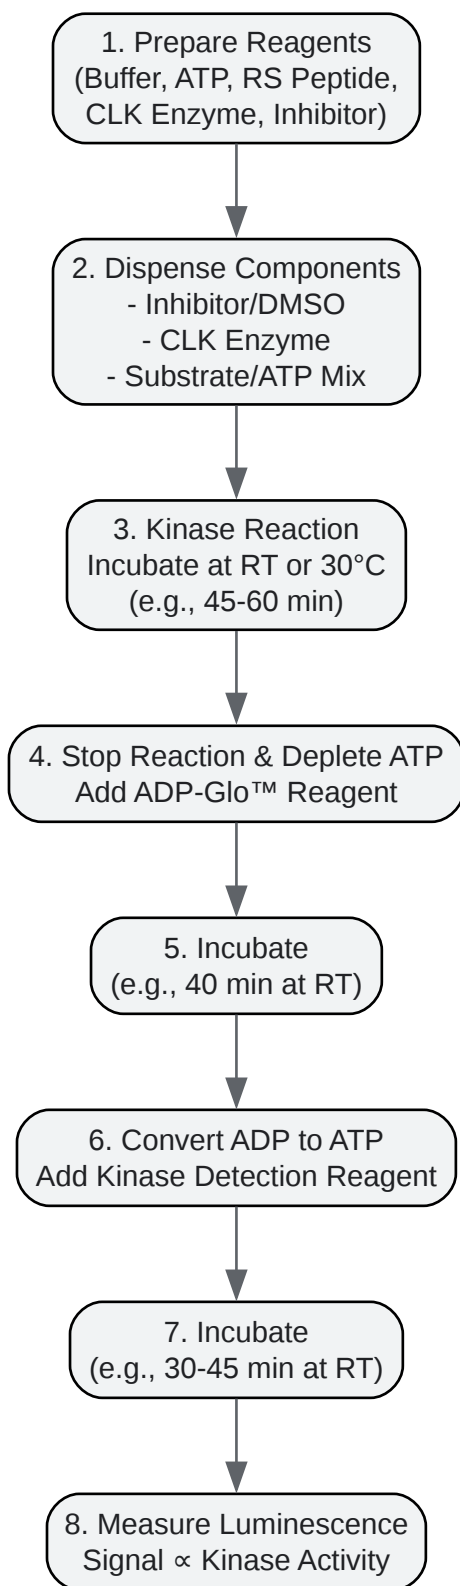 1. Prepare Reagents
(Buffer, ATP, RS Peptide,
CLK Enzyme, Inhibitor)
2. Dispense Components
- Inhibitor/DMSO
- CLK Enzyme
- Substrate/ATP Mix
3. Kinase Reaction
Incubate at RT or 30°C
(e.g., 45-60 min)
4. Stop Reaction & Deplete ATP
Add ADP-Glo™ Reagent
5. Incubate
(e.g., 40 min at RT)
6. Convert ADP to ATP
Add Kinase Detection Reagent
7. Incubate
(e.g., 30-45 min at RT)
8. Measure Luminescence
Signal ∝ Kinase Activity